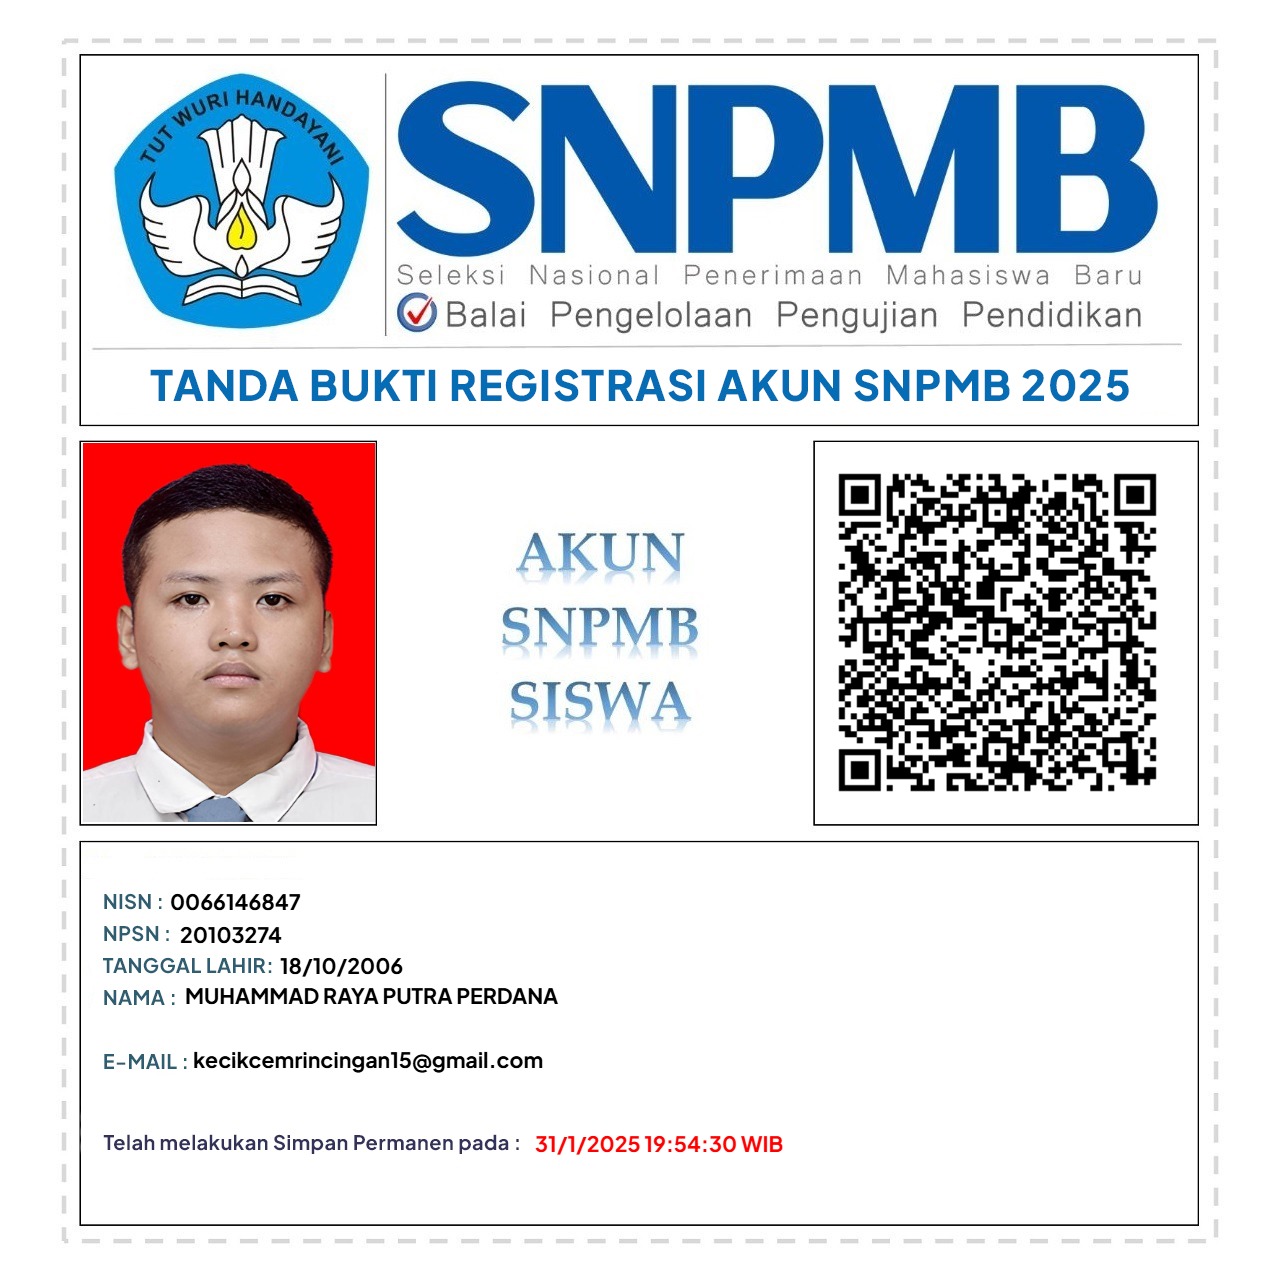 TUT WURI HANDAYANI
SNPMB
Seleksi Nasional Penerimaan Mahasiswa Baru
Balai Pengelolaan Pengujian Pendidikan
TANDA BUKTI REGISTRASI AKUN SNPMB 2025
AKUN
SNPMB
SISWA
NISN : 0066146847
NPSN : 20103274
TANGGAL LAHIR: 18/10/2006
NAMA : MUHAMMAD RAYA PUTRA PERDANA
E-MAIL : kecikcemrincingan15@gmail.com
Telah melakukan Simpan Permanen pada : 31/1/2025 19:54:30 WIB